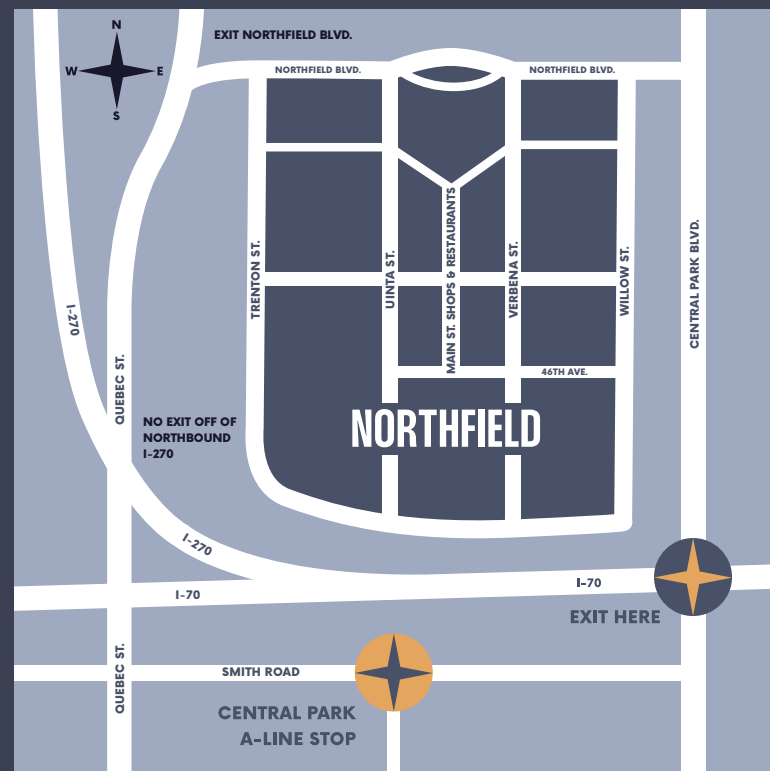 N
EXIT NORTHFIELD BLVD.
W
E
S
NORTHFIELD BLVD.
NORTHFIELD BLVD.
TRENTON ST.
UINTA ST.
MAIN ST. SHOPS & RESTAURANTS
VERBENA ST.
WILLOW ST.
CENTRAL PARK BLVD.
I-270
QUEBEC ST.
46TH AVE.
NO EXIT OFF OF
NORTHBOUND
I-270
NORTHFIELD
I-270
I-70
I-70
EXIT HERE
QUEBEC ST.
SMITH ROAD
CENTRAL PARK
A-LINE STOP